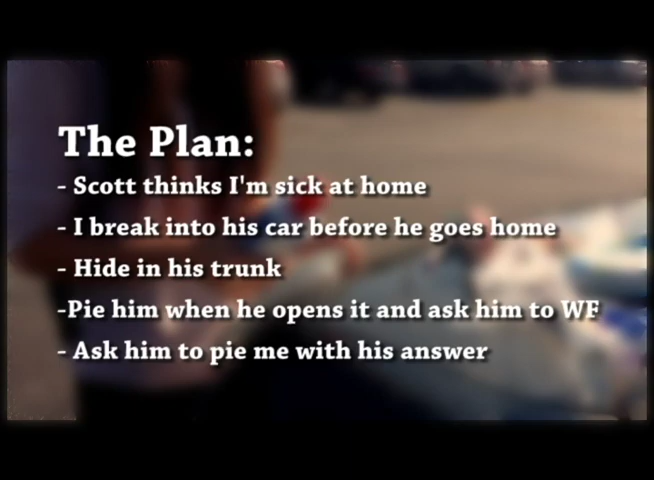 The Plan:
- Scott thinks I'm sick at home
- I break into his car before he goes home
- Hide in his trunk
-Pie him when he opens it and ask him to WF
- Ask him to pie me with his answer